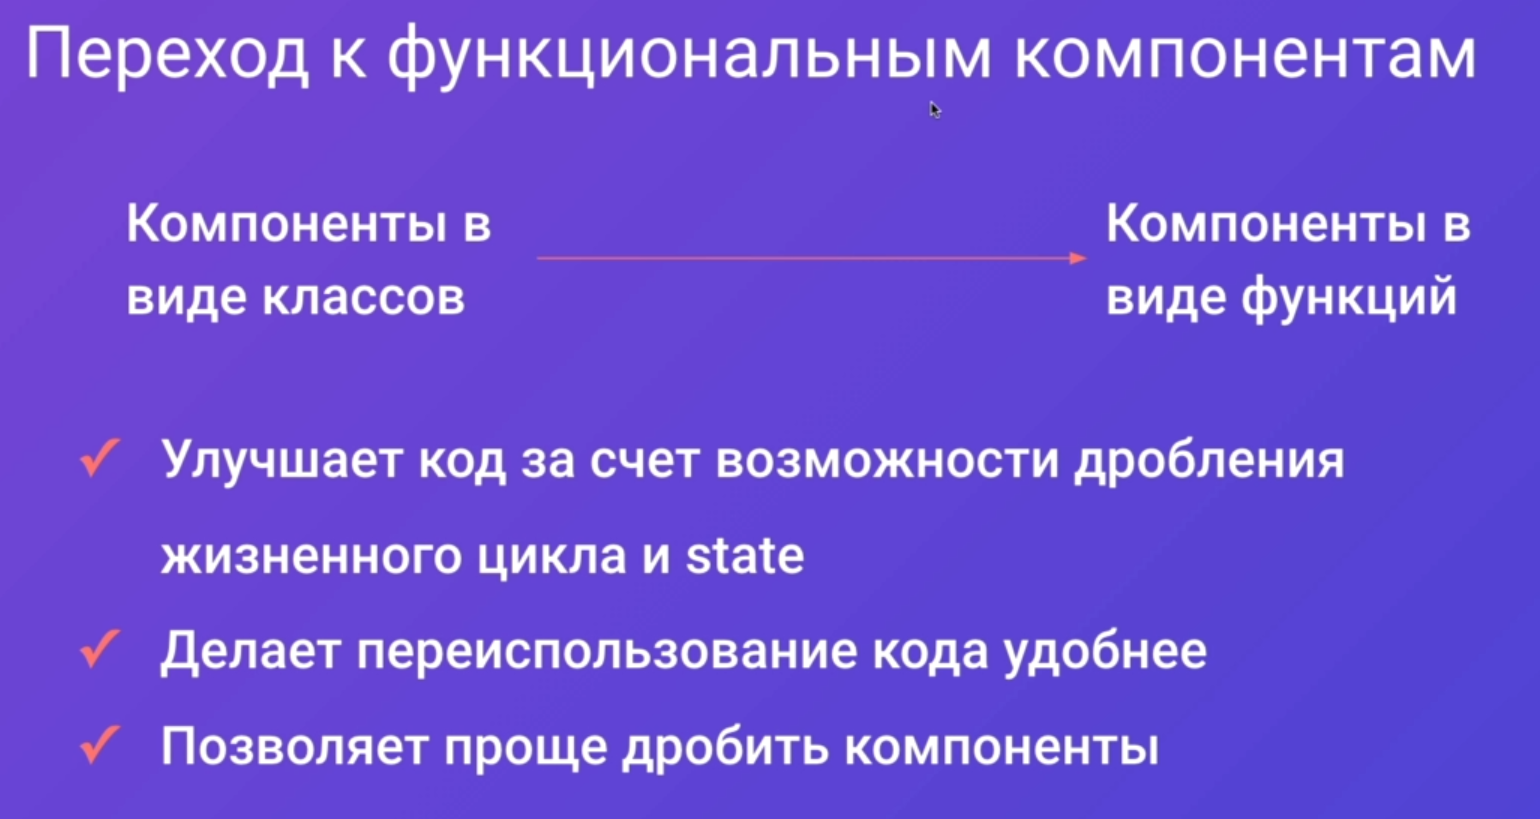 Переход к функциональным компонентам
Компоненты в
виде классов
Компоненты в
виде функций
Улучшает код за счет возможности дробления
жизненного цикла и state
Делает переиспользование кода удобнее
Позволяет проще дробить компоненты